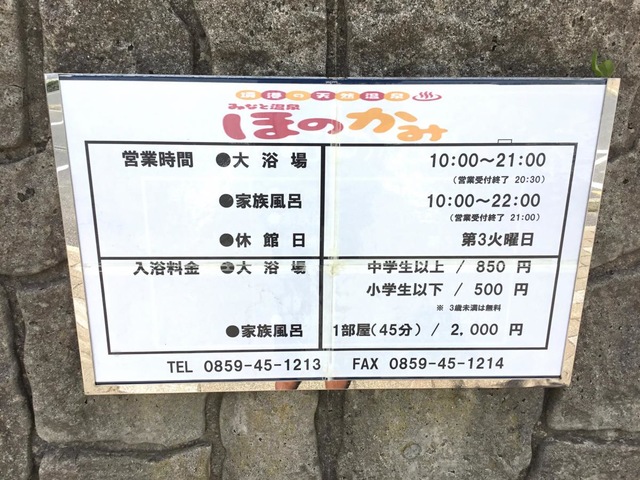 境港の天然温泉
みなと温泉
ほのかみ
営業時間 ●大浴場 10:00～21:00
(営業受付終了 20:30)
●家族風呂 10:00～22:00
(営業受付終了 21:00)
●休館日 第3火曜日
入浴料金 ●大浴場 中学生以上 / 850 円
小学生以下 / 500 円
※ 3歳未満は無料
●家族風呂 1部屋(45分) / 2,000 円
TEL 0859-45-1213 FAX 0859-45-1214